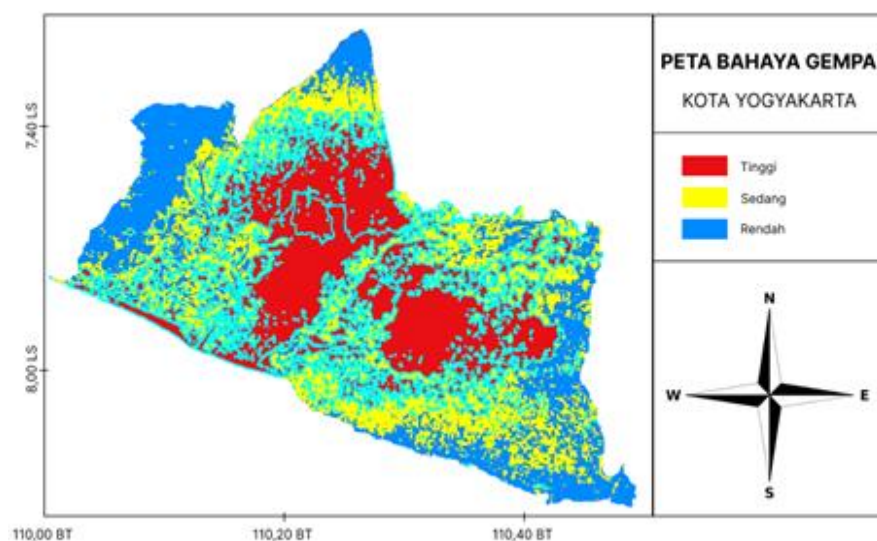 PETA BAHAYA GEMPA
KOTA YOGYAKARTA
Tinggi
Sedang
Rendah
N
W
E
S
7,40 LS
8,00 LS
110,00 BT
110,20 BT
110,40 BT